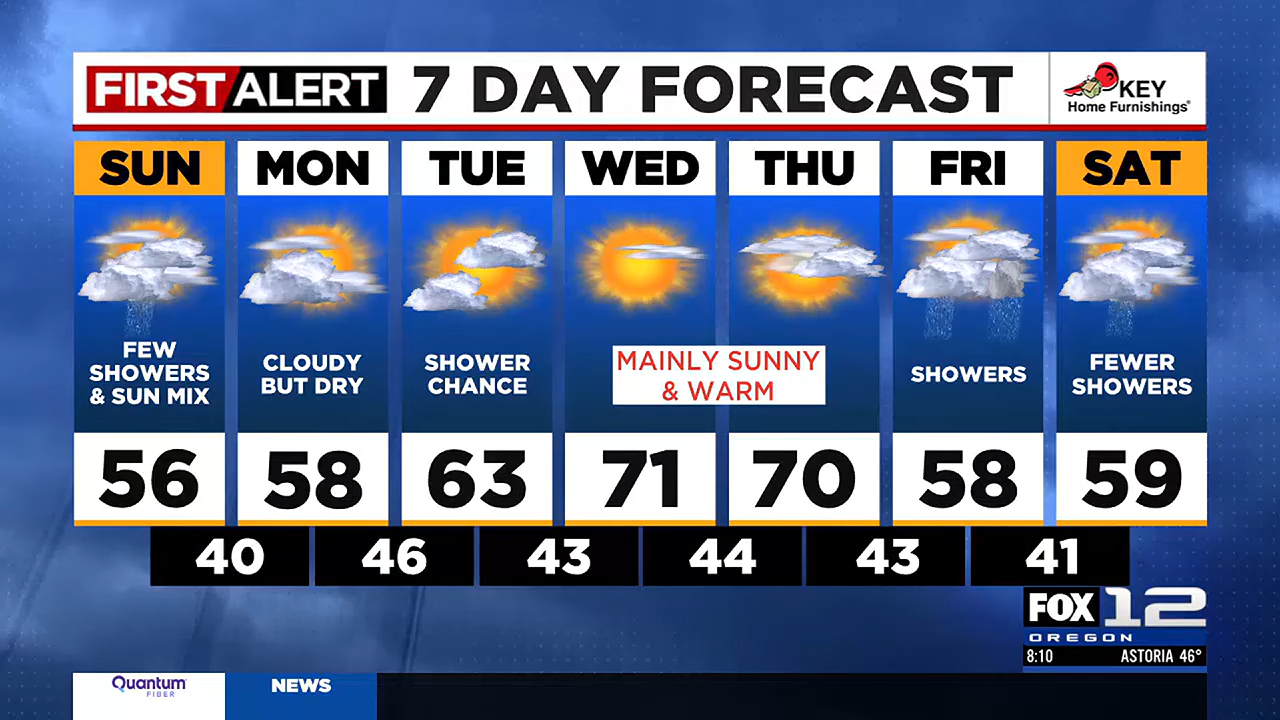 FIRST ALERT 7 DAY FORECAST
KEY
Home Furnishings®
SUN MON TUE WED THU FRI SAT
FEW
SHOWERS
& SUN MIX
CLOUDY
BUT DRY
SHOWER
CHANCE
MAINLY SUNNY
& WARM
SHOWERS
FEWER
SHOWERS
56 58 63 71 70 58 59
40 46 43 44 43 41
FOX 12
OREGON
8:10 ASTORIA 46°
Quantum
FIBER
NEWS